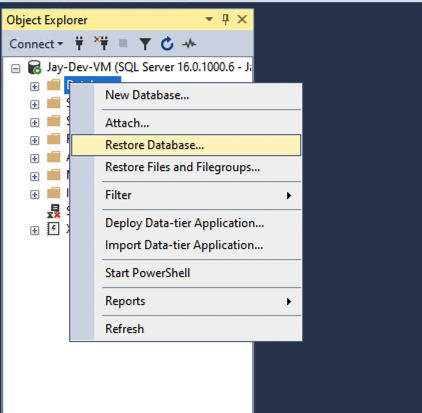 Object Explorer
Connect
Jay-Dev-VM (SQL Server 16.0.1000.6 - Ja
New Database...
Attach...
Restore Database...
Restore Files and Filegroups...
Filter
Deploy Data-tier Application...
Import Data-tier Application...
Start PowerShell
Reports
Refresh